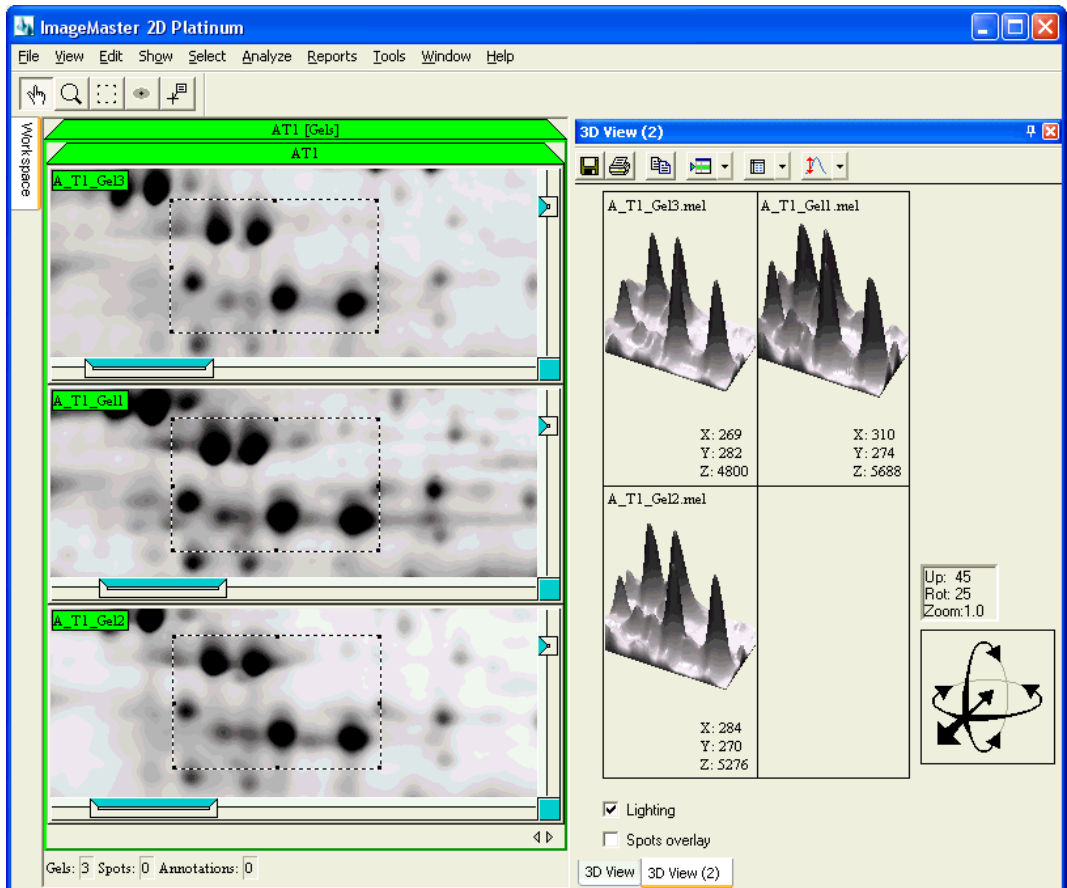 ImageMaster 2D Platinum
File View Edit Show Select Analyze Reports Tools Window Help
Workspace
AT1 [Gels]
AT1
A_T1_Gel3
A_T1_Gel1
A_T1_Gel2
Gels: 3 Spots: 0 Annotations: 0
3D View (2)
A_T1_Gel3.mel
X: 269
Y: 282
Z: 4800
A_T1_Gel1.mel
X: 310
Y: 274
Z: 5688
A_T1_Gel2.mel
X: 284
Y: 270
Z: 5276
Up: 45
Rot: 25
Zoom:1.0
Lighting
Spots overlay
3D View 3D View (2)